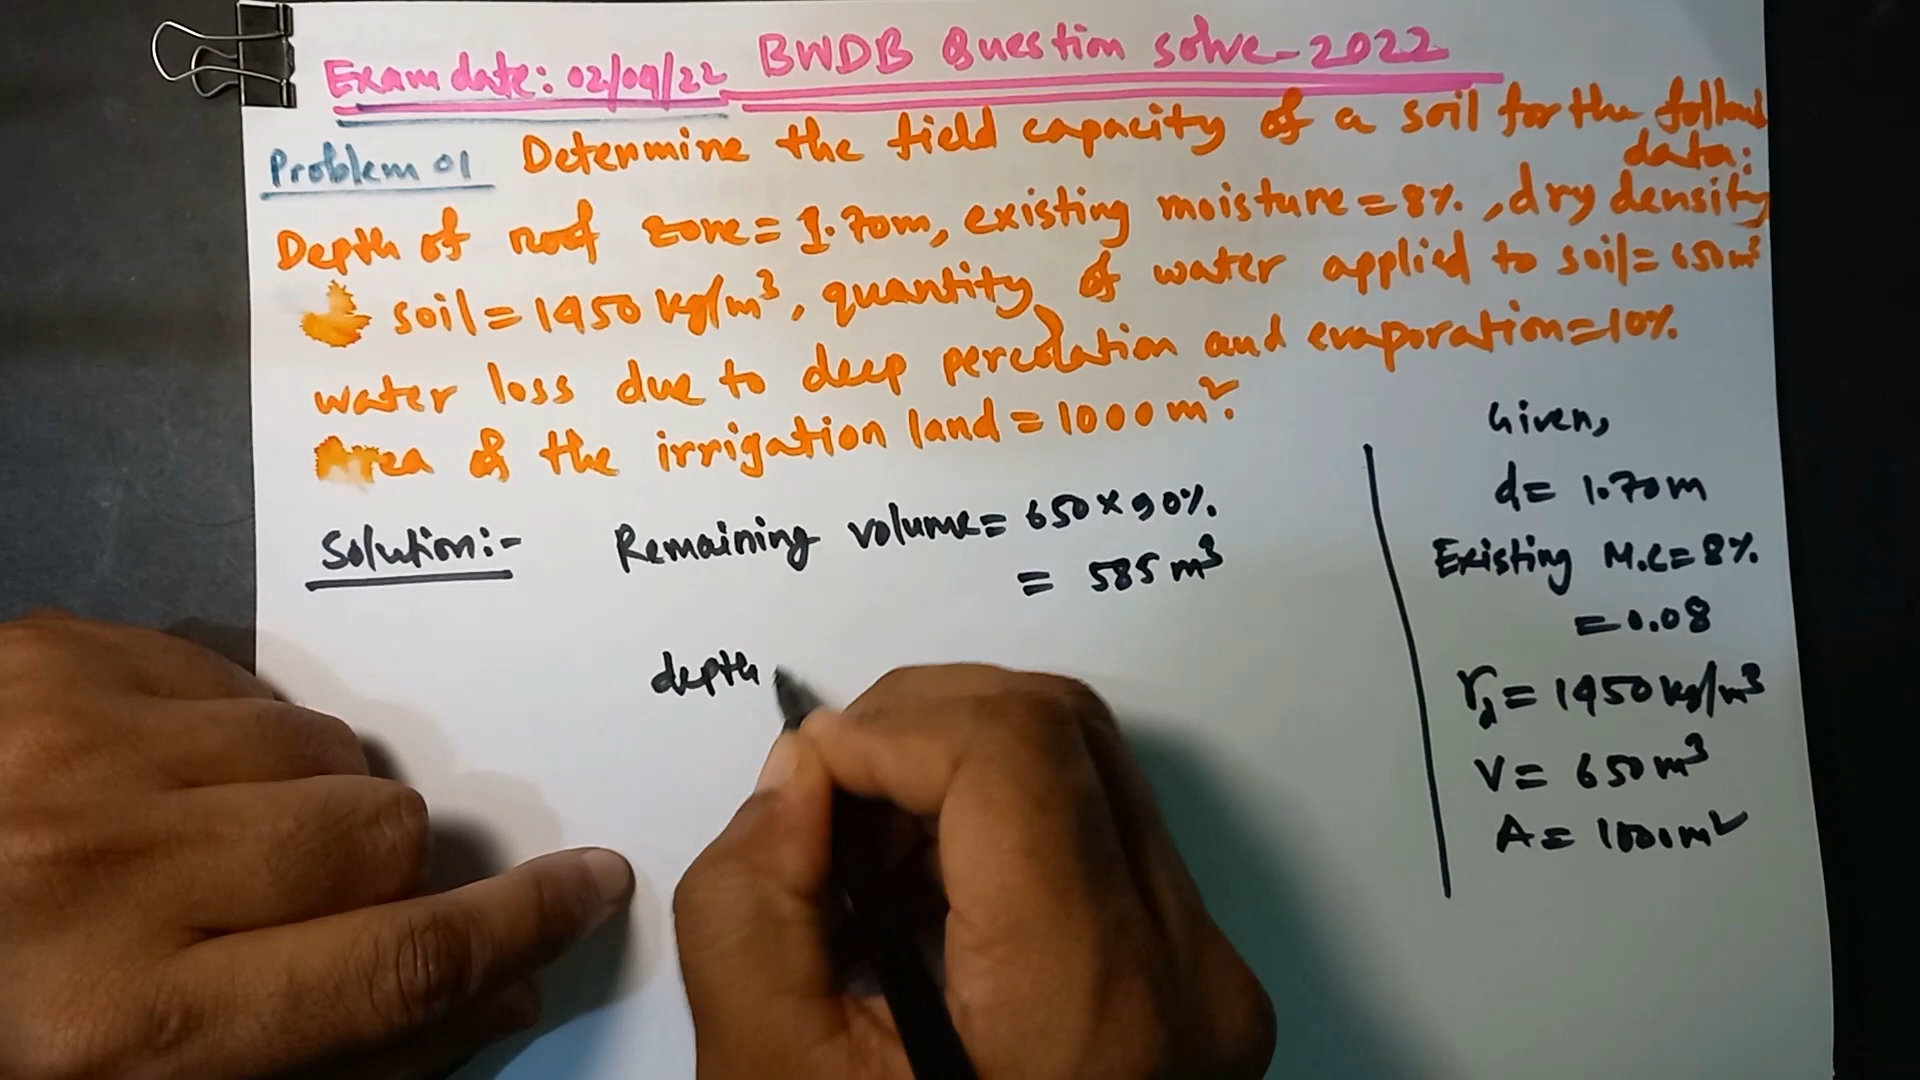 Exam date: 02/09/22 BWDB Question solve-2022
Problem 01 Determine the field capacity of a soil for the
data:
Depth of root zone = 1.70m, existing moisture = 8%., dry density
soil = 1450 kg/m³, quantity of water applied to soil = 650m³
water loss due to deep percolation and evaporation = 10%.
Area of the irrigation land = 1000 m².
Solution:- Remaining volume = 650 × 90%.
= 585 m³
depth
Given,
d = 1.70m
Existing M.C = 8%.
= 0.08
γd = 1450 kg/m³
V = 650 m³
A = 1000m²